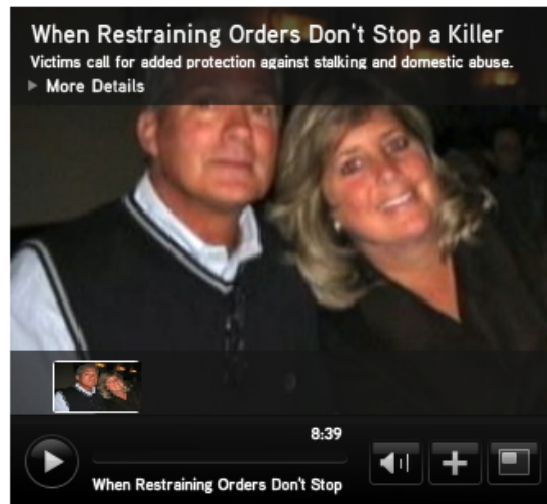 When Restraining Orders Don't Stop a Killer
Victims call for added protection against stalking and domestic abuse.
More Details
8:39
When Restraining Orders Don't Stop